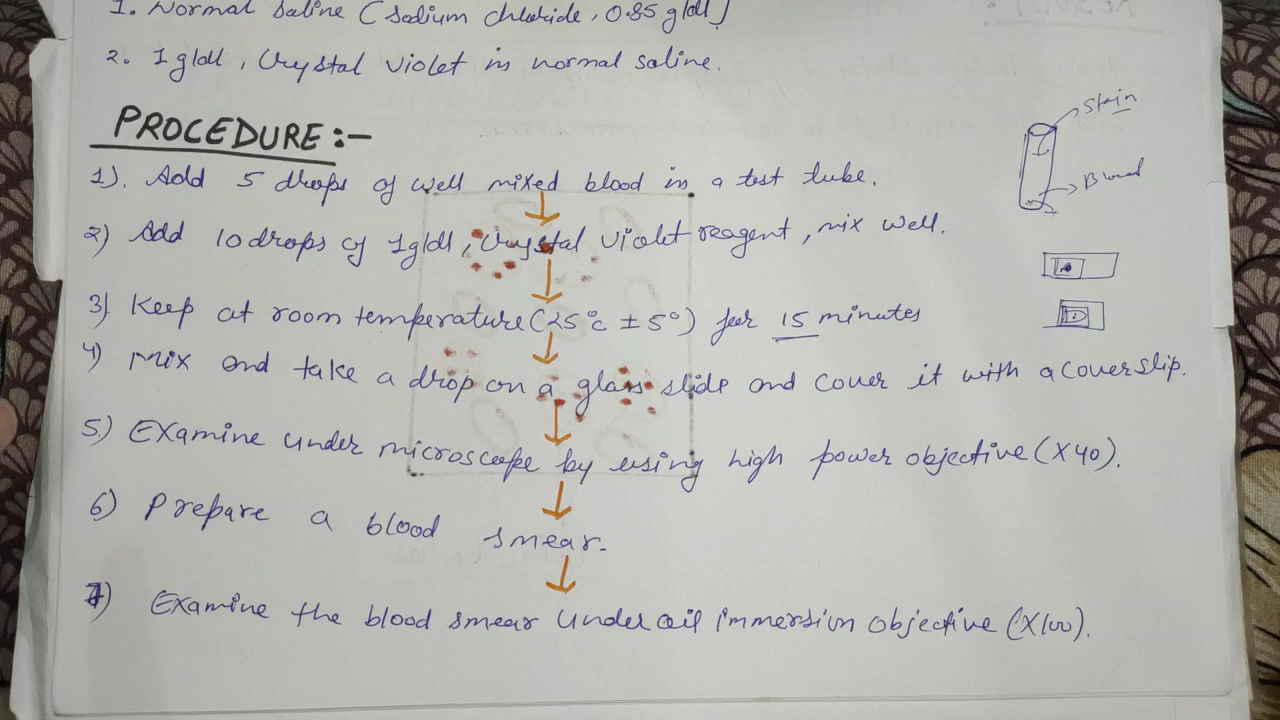 1. Normal saline (Sodium chloride, 0.85 g/dl)
2. 1 g/dl, Crystal Violet in normal saline.
PROCEDURE:-
1). Add 5 drops of well mixed blood in a test tube.
2) Add 10 drops of 1g/dl, Crystal Violet reagent, mix well.
3) Keep at room temperature (25°c ± 5°) for 15 minutes
4) Mix and take a drop on a glass slide and cover it with a coverslip.
5.) Examine under microscope by using high power objective (X40).
6) Prepare a blood smear.
7) Examine the blood smear under oil immersion objective (X100).
Stain
Blood